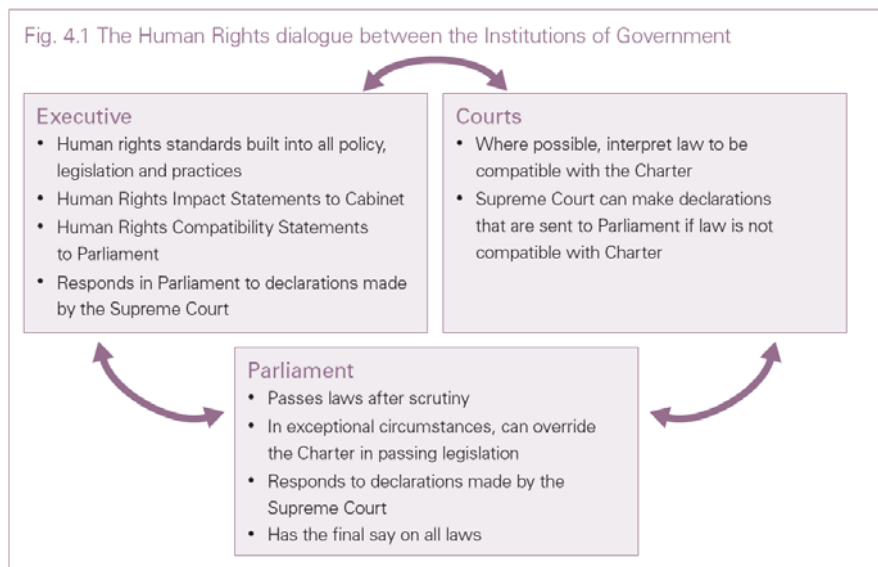 Fig. 4.1 The Human Rights dialogue between the Institutions of Government
Executive
• Human rights standards built into all policy,
legislation and practices
• Human Rights Impact Statements to Cabinet
• Human Rights Compatibility Statements
to Parliament
• Responds in Parliament to declarations made
by the Supreme Court
Courts
• Where possible, interpret law to be
compatible with the Charter
• Supreme Court can make declarations
that are sent to Parliament if law is not
compatible with Charter
Parliament
• Passes laws after scrutiny
• In exceptional circumstances, can override
the Charter in passing legislation
• Responds to declarations made by the
Supreme Court
• Has the final say on all laws